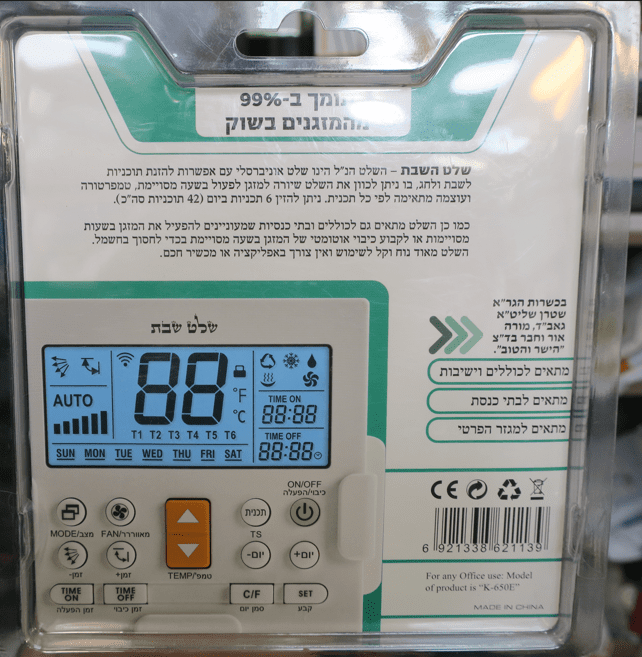 תומך ב-99%
מהמזגנים בשוק
שלט השבת – השלט הנ"ל הינו שלט אוניברסלי עם אפשרות להזנת תוכניות
לשבת ולחג, בו ניתן לכוון את השלט שיורה למזגן לפעול בשעה מסויימת, טמפרטורה
ועוצמה מתאימה לפי כל תכנית. ניתן להזין 6 תכניות ביום (42 תוכניות סה"כ).
כמו כן השלט מתאים גם לכוללים ובתי כנסיות שמעוניינים להפעיל את המזגן בשעות
מסויימות או לקבוע כיבוי אוטומטי של המזגן בשעה מסויימת בכדי לחסוך בחשמל.
השלט מאוד נוח וקל לשימוש ואין צורך באפליקציה או מכשיר חכם.
בכשרות הגר"א
שטרן שליט"א
גאב"ד, מורה
אור וחבר בד"צ
"הישר והטוב".
מתאים לכוללים וישיבות
מתאים לבתי כנסת
מתאים למגזר הפרטי
שלט שבת
88
°F
°C
AUTO
T1 T2 T3 T4 T5 T6
SUN MON TUE WED THU FRI SAT
TIME ON
88:88
TIME OFF
88:88
ON/OFF
כיבוי/הפעלה
MODE/מצב
FAN/מאוורר
תכנית
TS
זמן-
זמן+
TEMP/טמפ'
יום-
יום+
TIME ON
זמן הפעלה
TIME OFF
זמן כיבוי
C/F
טמן יום
SET
קבע
CE
6 921338 621139
For any Office use: Model
of product is "K-650E"
MADE IN CHINA